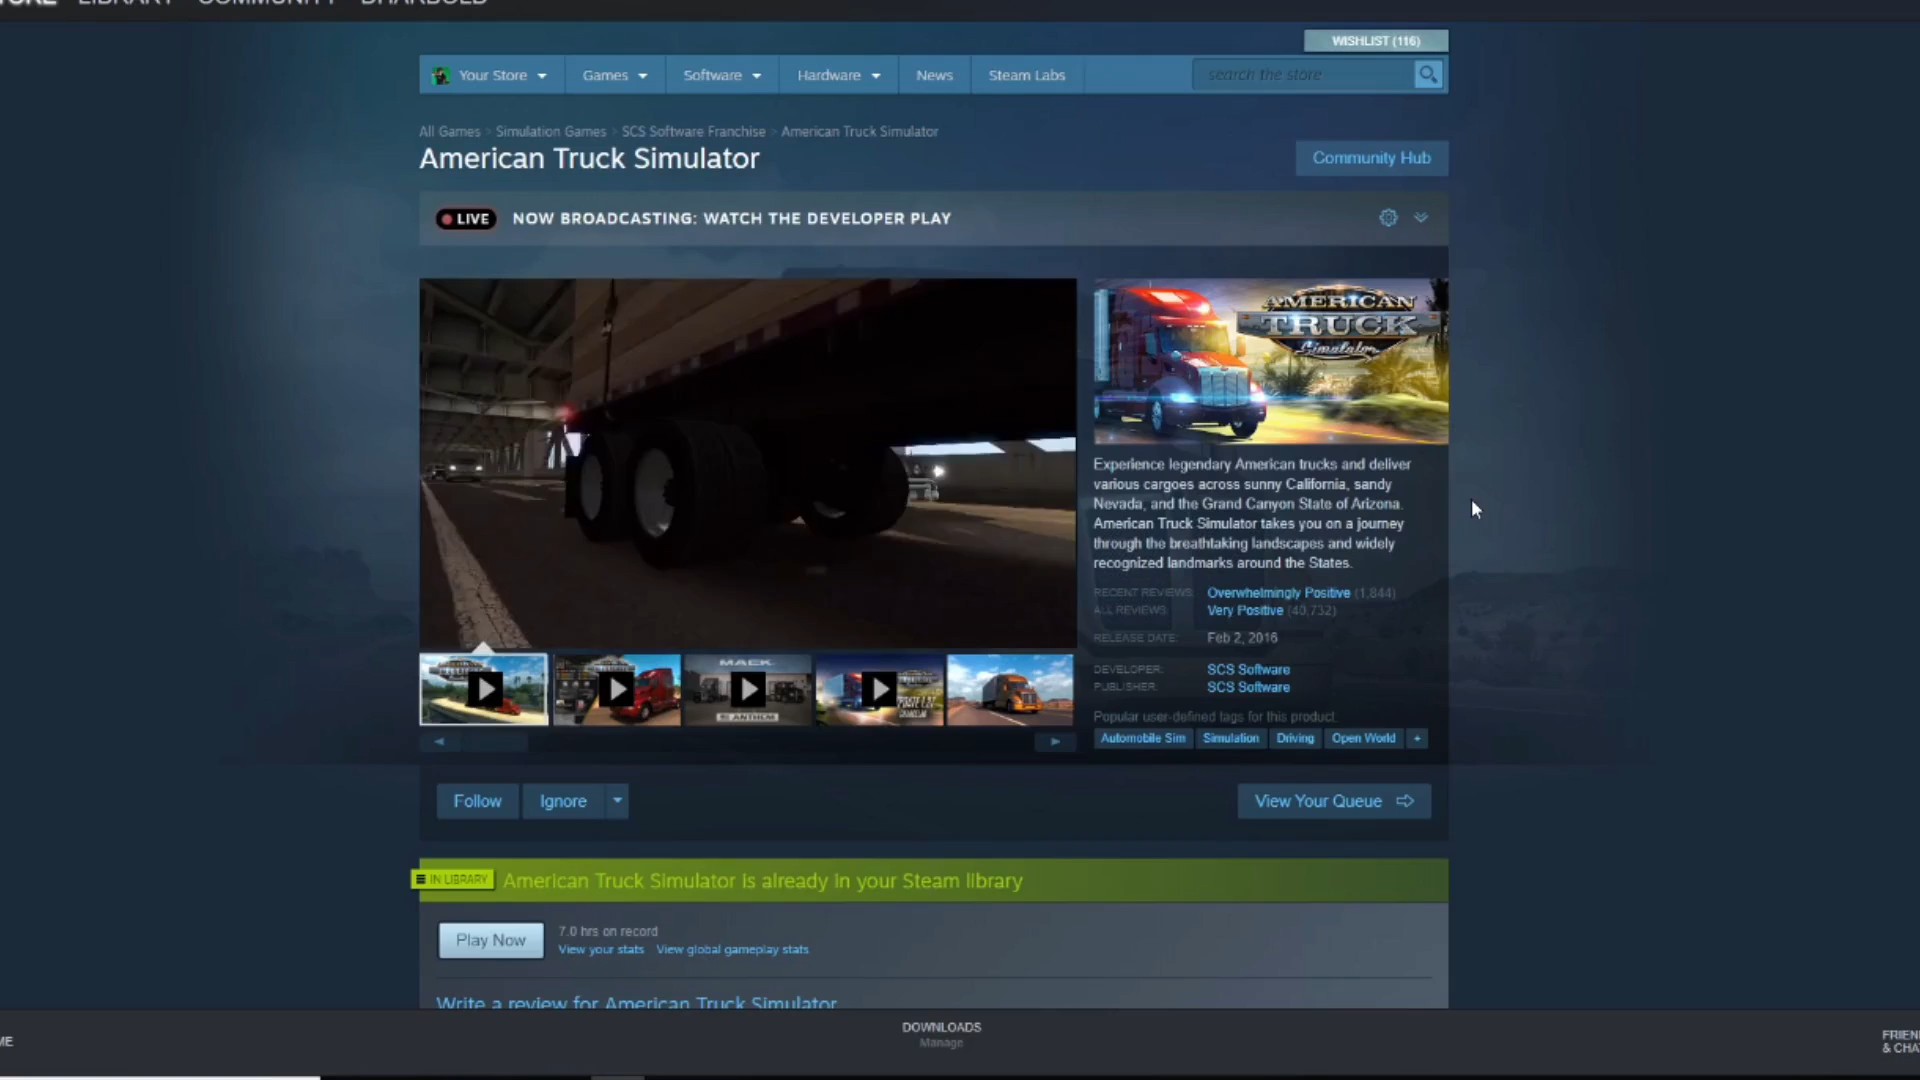 LIBRARY COMMUNITY DHARBOLD
WISHLIST (116)
Your Store Games Software Hardware News Steam Labs search the store
All Games > Simulation Games > SCS Software Franchise > American Truck Simulator
American Truck Simulator
Community Hub
LIVE NOW BROADCASTING: WATCH THE DEVELOPER PLAY
AMERICAN
TRUCK
Simulator
Experience legendary American trucks and deliver
various cargoes across sunny California, sandy
Nevada, and the Grand Canyon State of Arizona.
American Truck Simulator takes you on a journey
through the breathtaking landscapes and widely
recognized landmarks around the States.
RECENT REVIEWS: Overwhelmingly Positive (1,844)
ALL REVIEWS: Very Positive (40,732)
RELEASE DATE: Feb 2, 2016
DEVELOPER: SCS Software
PUBLISHER: SCS Software
MACK
ANTHEM
Popular user-defined tags for this product:
Automobile Sim Simulation Driving Open World +
Follow Ignore View Your Queue
IN LIBRARY American Truck Simulator is already in your Steam library
Play Now 7.0 hrs on record
View your stats View global gameplay stats
Write a review for American Truck Simulator
DOWNLOADS
Manage
FRIEN
& CHA